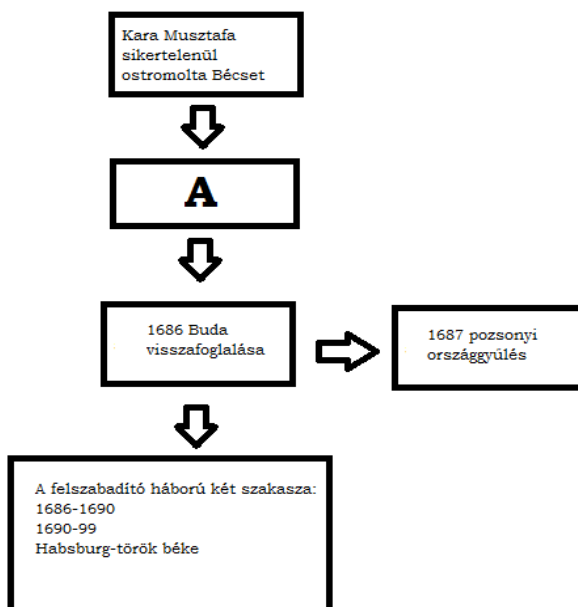 Kara Musztafa
sikertelenül
ostromolta Bécset
A
1686 Buda
visszafoglalása
1687 pozsonyi
országgyűlés
A felszabadító háború két szakasza:
1686-1690
1690-99
Habsburg-török béke